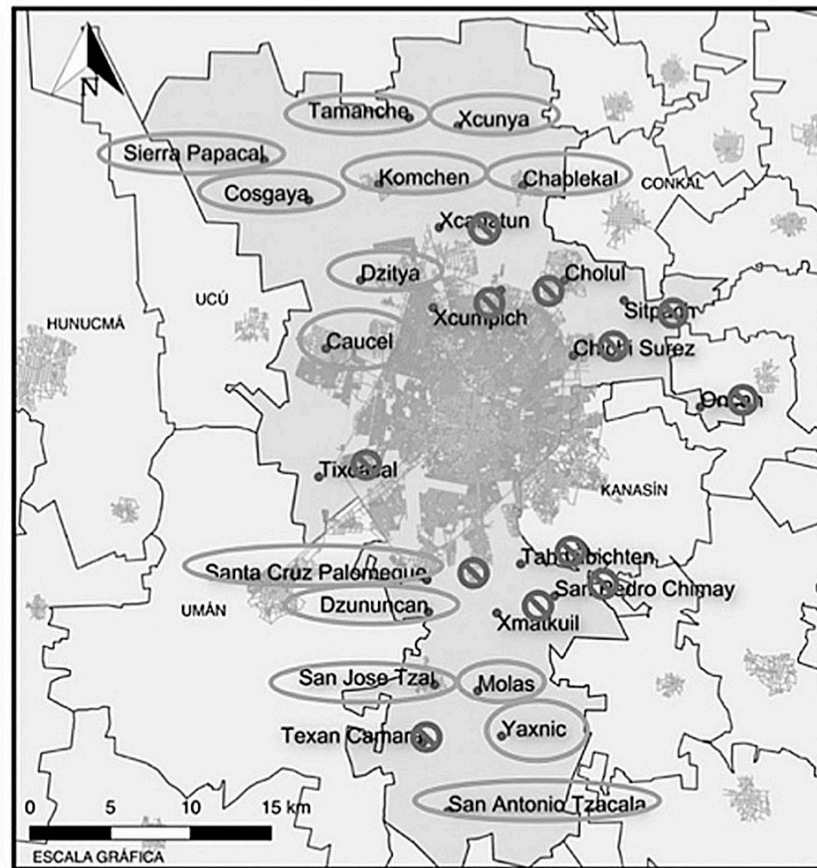 N
Tamanche
Xcunya
Sierra Papacal
Komchen
Chablekal
CONKAL
Cosgaya
Dzitya
Cholul
UCÚ
HUNUCMÁ
Xcumpich
Caucel
KANASÍN
Santa Cruz Palomeque
San Pedro Chimay
UMÁN
Dzununcan
Xmatkuil
San Jose Tzal
Molas
Yaxnic
Texan Camara
0 5 10 15 km
San Antonio Tzacala
ESCALA GRÁFICA